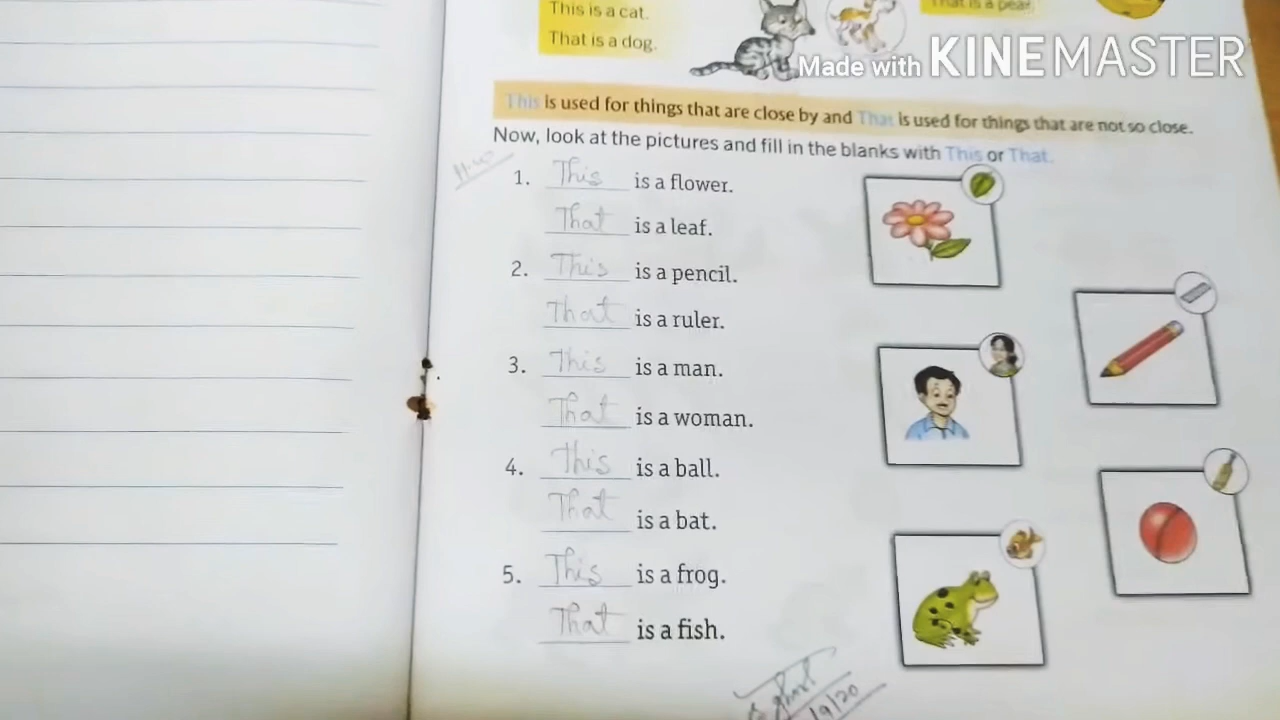 This is a cat.
That is a dog.
That is a pear.
Made with KINEMASTER
This is used for things that are close by and That is used for things that are not so close.
Now, look at the pictures and fill in the blanks with This or That.
H.W
1. This is a flower.
That is a leaf.
2. This is a pencil.
That is a ruler.
3. This is a man.
That is a woman.
4. This is a ball.
That is a bat.
5. This is a frog.
That is a fish.
/9/20